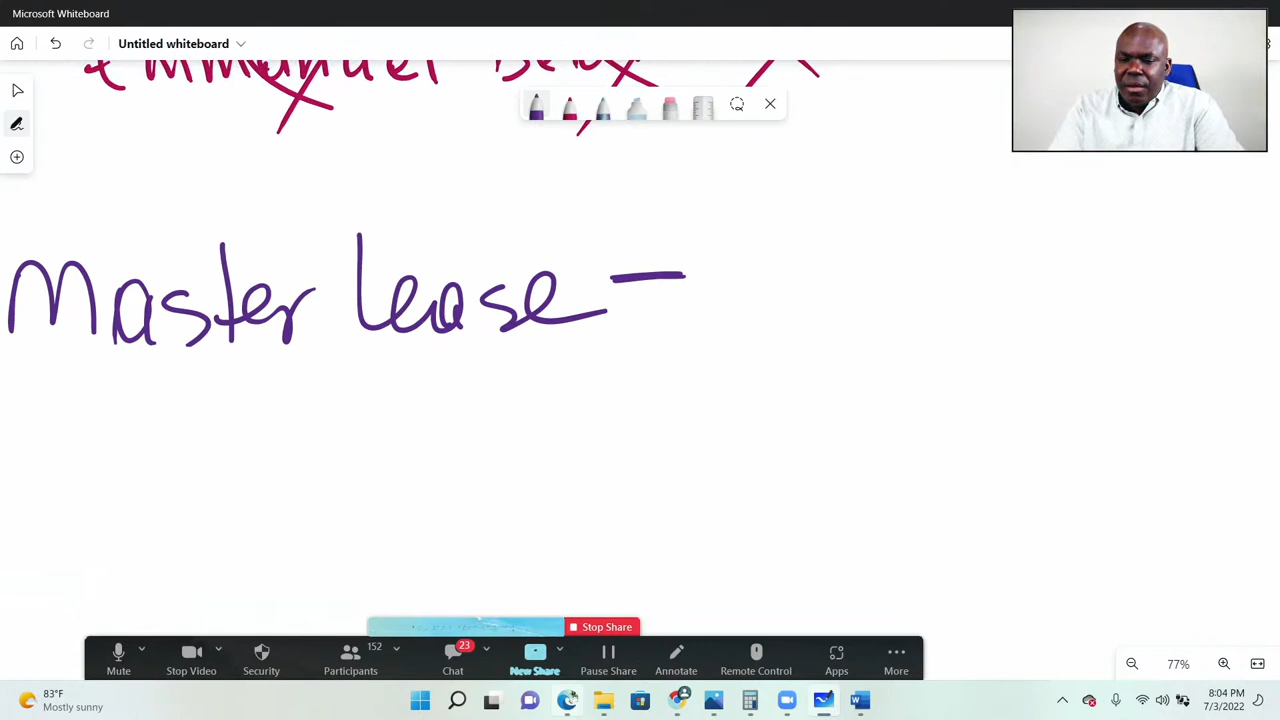 Microsoft Whiteboard
Untitled whiteboard
Emmanuel
Master lease -
Stop Share
152
23
Mute
Stop Video
Security
Participants
Chat
New Share
Pause Share
Annotate
Remote Control
Apps
More
77%
83°F
Mostly sunny
8:04 PM
7/3/2022